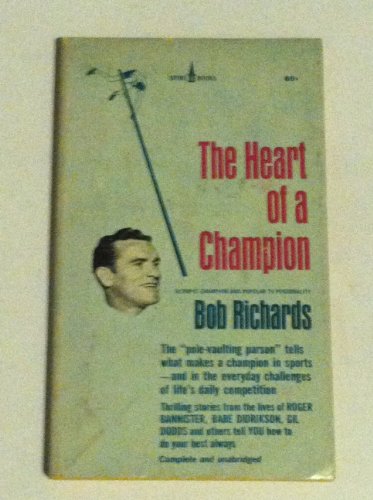 SPIRE BOOKS 60¢
The Heart
of a
Champion
OLYMPIC CHAMPION AND POPULAR TV PERSONALITY
Bob Richards
The "pole-vaulting parson" tells
what makes a champion in sports
—and in the everyday challenges
of life's daily competition
Thrilling stories from the lives of ROGER
BANNISTER, BABE DIDRIKSON, GIL
DODDS and others tell YOU how to
do your best always
Complete and unabridged